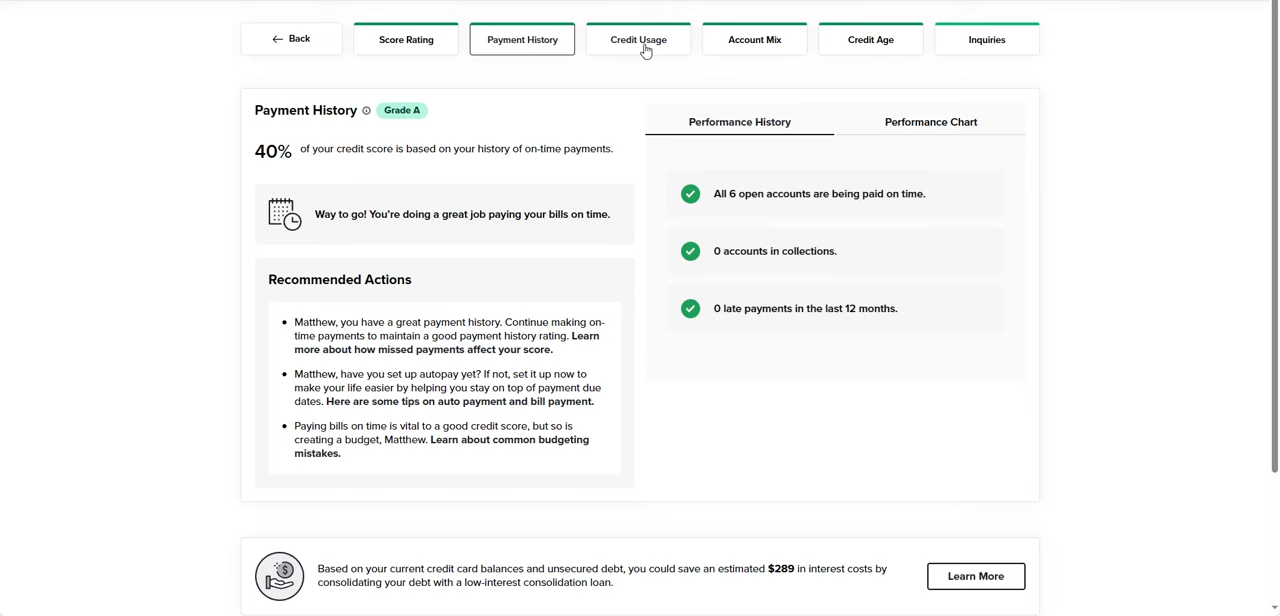 Back
Score Rating
Payment History
Credit Usage
Account Mix
Credit Age
Inquiries
Payment History
Grade A
40% of your credit score is based on your history of on-time payments.
Way to go! You're doing a great job paying your bills on time.
Recommended Actions
• Matthew, you have a great payment history. Continue making on-
time payments to maintain a good payment history rating. Learn
more about how missed payments affect your score.
• Matthew, have you set up autopay yet? If not, set it up now to
make your life easier by helping you stay on top of payment due
dates. Here are some tips on auto payment and bill payment.
• Paying bills on time is vital to a good credit score, but so is
creating a budget, Matthew. Learn about common budgeting
mistakes.
Performance History
Performance Chart
All 6 open accounts are being paid on time.
0 accounts in collections.
0 late payments in the last 12 months.
Based on your current credit card balances and unsecured debt, you could save an estimated $289 in interest costs by
consolidating your debt with a low-interest consolidation loan.
Learn More